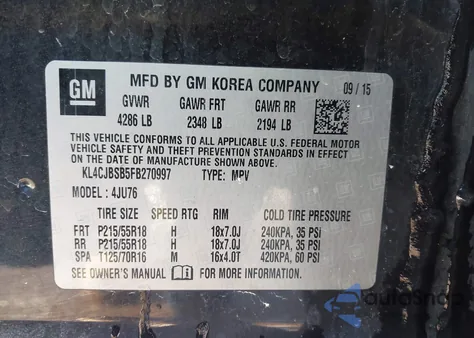 GM
MFD BY GM KOREA COMPANY 09/15
GVWR GAWR FRT GAWR RR
4286 LB 2348 LB 2194 LB
THIS VEHICLE CONFORMS TO ALL APPLICABLE U.S. FEDERAL MOTOR
VEHICLE SAFETY AND THEFT PREVENTION STANDARDS IN EFFECT
ON THE DATE OF MANUFACTURE SHOWN ABOVE.
KL4CJBSB5FB270997 TYPE: MPV
MODEL: 4JU76
TIRE SIZE SPEED RTG RIM COLD TIRE PRESSURE
FRT P215/55R18 H 18x7.0J 240KPA, 35 PSI
RR P215/55R18 H 18x7.0J 240KPA, 35 PSI
SPA T125/70R16 M 16x4.0T 420KPA, 60 PSI
SEE OWNER'S MANUAL FOR MORE INFORMATION
AutoSnap